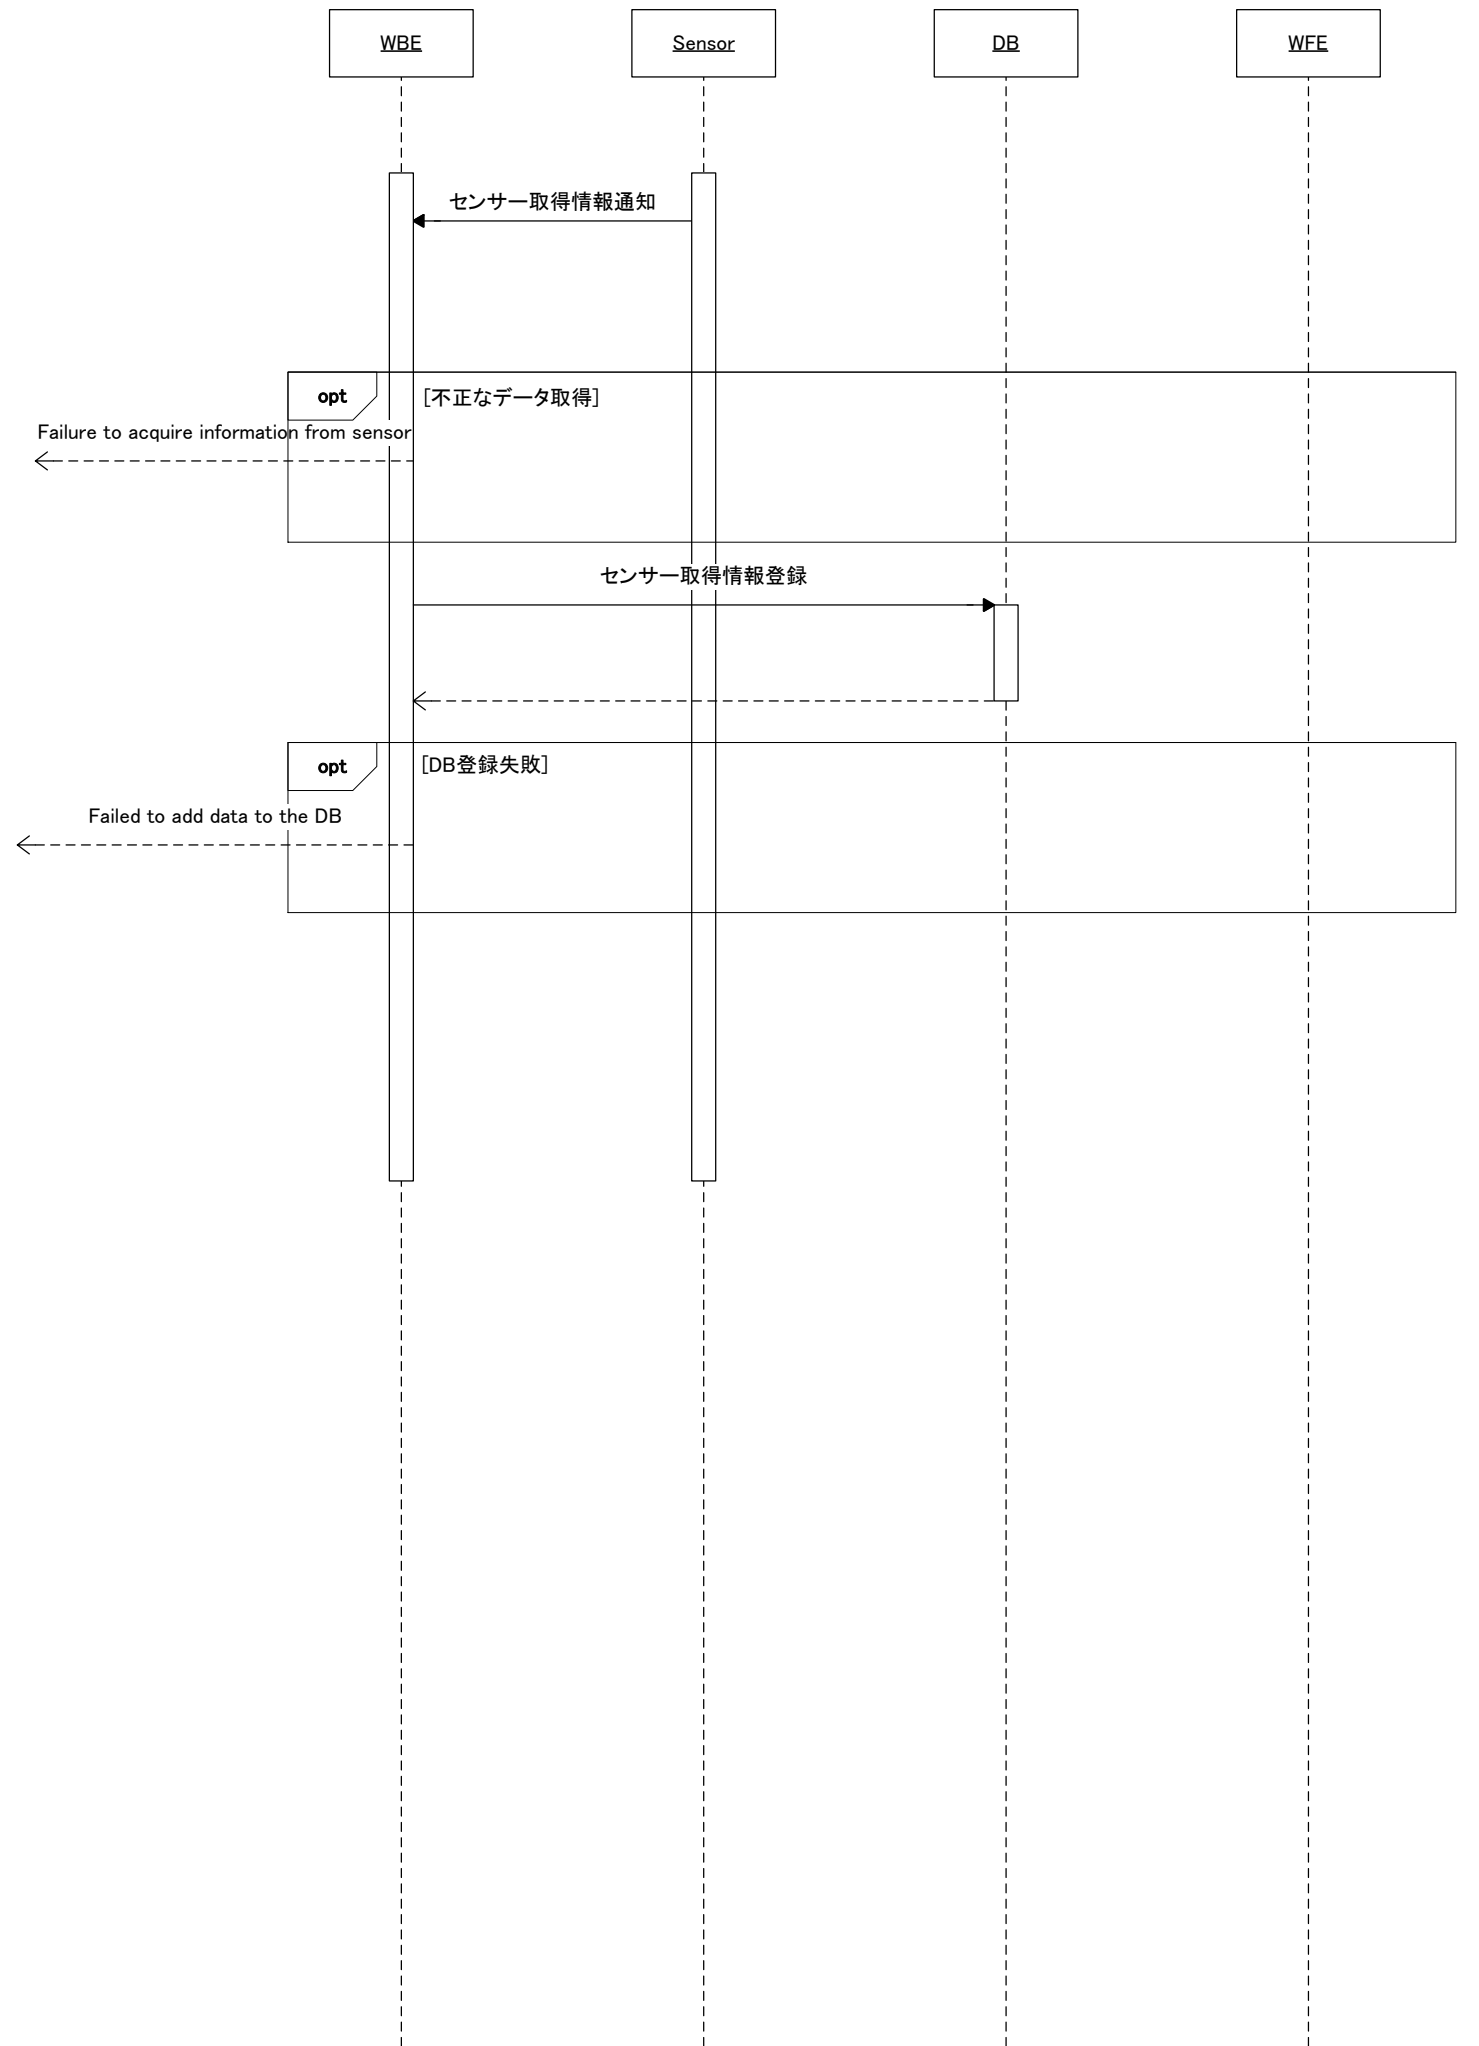 WBE
Sensor
DB
WFE
センサー取得情報通知
opt
[不正なデータ取得]
Failure to acquire information from sensor
センサー取得情報登録
opt
[DB登録失敗]
Failed to add data to the DB